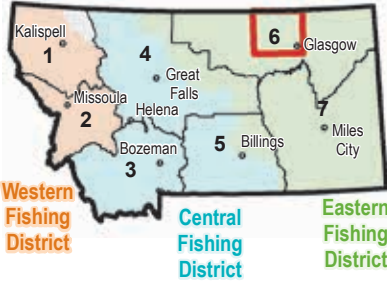 Kalispell
1
4
6
Glasgow
Great
Falls
Missoula
Helena
2
7
Miles
City
Bozeman
3
5
Billings
Western
Fishing
District
Central
Fishing
District
Eastern
Fishing
District